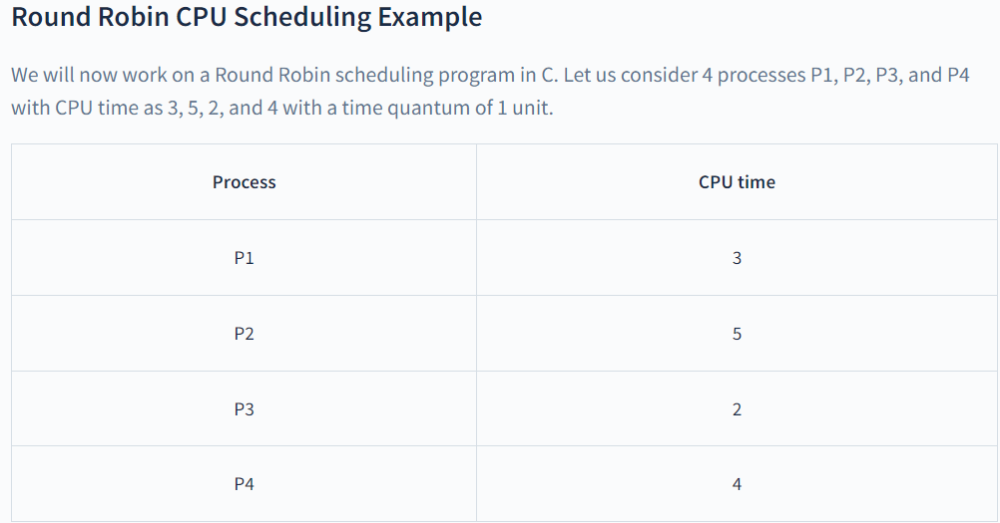 Round Robin CPU Scheduling Example
We will now work on a Round Robin scheduling program in C. Let us consider 4 processes P1, P2, P3, and P4
with CPU time as 3, 5, 2, and 4 with a time quantum of 1 unit.
Process CPU time
P1 3
P2 5
P3 2
P4 4